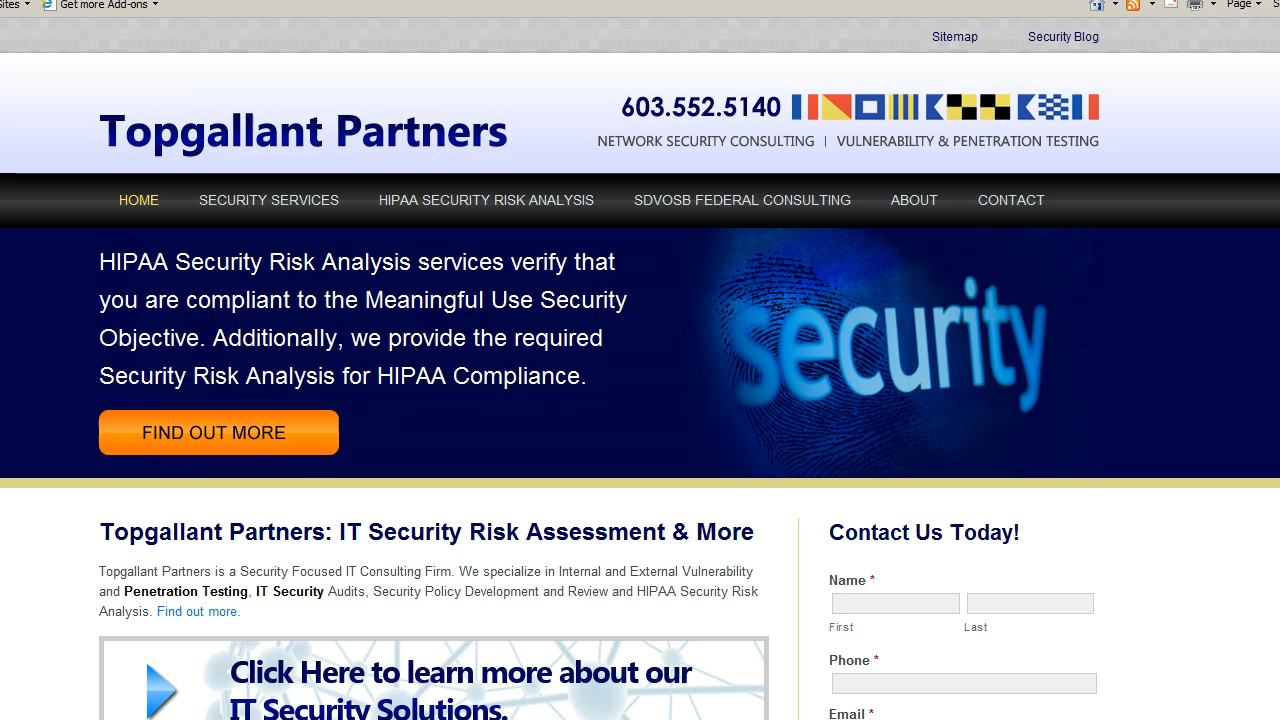 Sites
Get more Add-ons
Page
Sitemap
Security Blog
Topgallant Partners
603.552.5140
NETWORK SECURITY CONSULTING | VULNERABILITY & PENETRATION TESTING
HOME
SECURITY SERVICES
HIPAA SECURITY RISK ANALYSIS
SDVOSB FEDERAL CONSULTING
ABOUT
CONTACT
HIPAA Security Risk Analysis services verify that
you are compliant to the Meaningful Use Security
Objective. Additionally, we provide the required
Security Risk Analysis for HIPAA Compliance.
FIND OUT MORE
security
Topgallant Partners: IT Security Risk Assessment & More
Topgallant Partners is a Security Focused IT Consulting Firm. We specialize in Internal and External Vulnerability
and Penetration Testing, IT Security Audits, Security Policy Development and Review and HIPAA Security Risk
Analysis. Find out more.
Click Here to learn more about our
IT Security Solutions.
Contact Us Today!
Name *
First
Last
Phone *
Email *